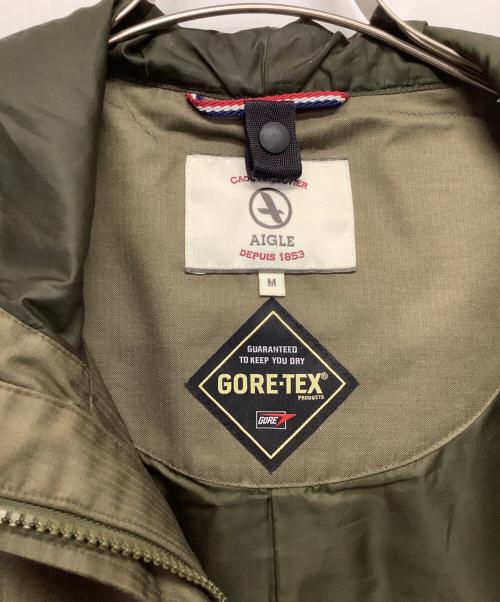 AIGLE
DEPUIS 1853
M
GUARANTEED
TO KEEP YOU DRY
GORE-TEX®
PRODUCTS
GORE